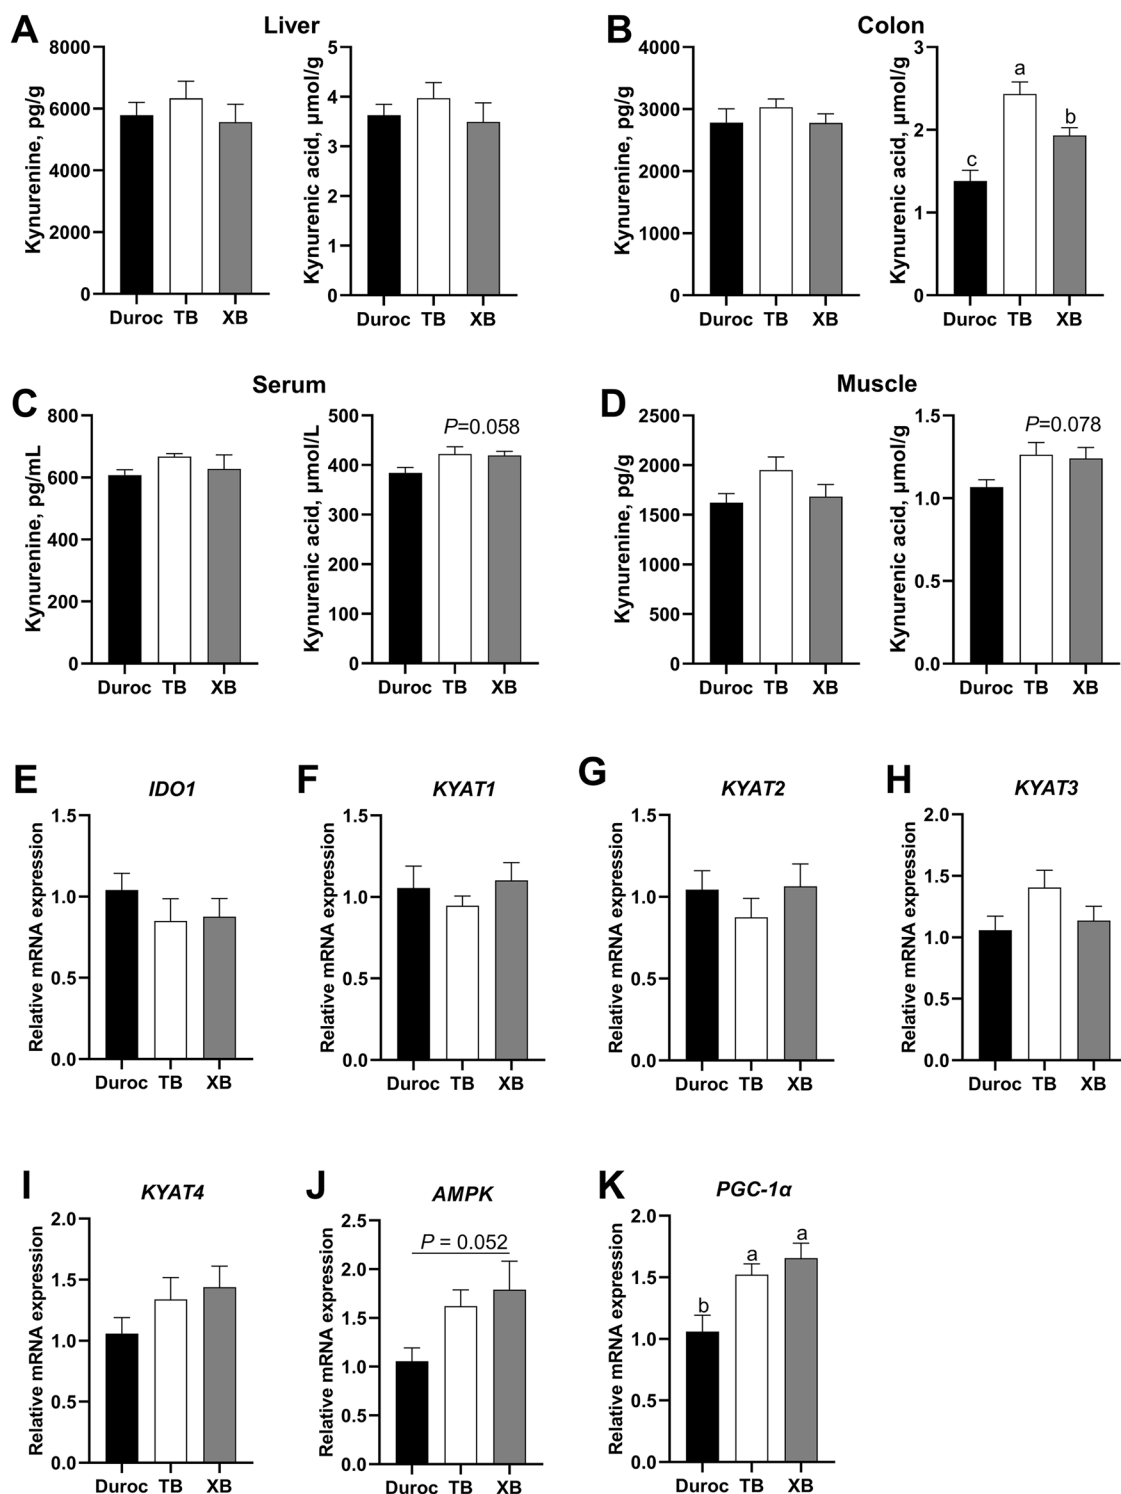 A
Liver
Kynurenine, pg/g
8000
6000
4000
2000
0
Duroc TB XB
Kynurenic acid, μmol/g
5
4
3
2
1
0
Duroc TB XB
B
Colon
Kynurenine, pg/g
4000
3000
2000
1000
0
Duroc TB XB
Kynurenic acid, μmol/g
3
2
1
0
c
a
b
Duroc TB XB
C
Serum
Kynurenine, pg/mL
800
600
400
200
0
Duroc TB XB
Kynurenic acid, μmol/L
500
400
300
200
100
0
P=0.058
Duroc TB XB
D
Muscle
Kynurenine, pg/g
2500
2000
1500
1000
500
0
Duroc TB XB
Kynurenic acid, μmol/g
1.5
1.0
0.5
0.0
P=0.078
Duroc TB XB
E
IDO1
Relative mRNA expression
1.5
1.0
0.5
0.0
Duroc TB XB
F
KYAT1
Relative mRNA expression
1.5
1.0
0.5
0.0
Duroc TB XB
G
KYAT2
Relative mRNA expression
1.5
1.0
0.5
0.0
Duroc TB XB
H
KYAT3
Relative mRNA expression
2.0
1.5
1.0
0.5
0.0
Duroc TB XB
I
KYAT4
Relative mRNA expression
2.0
1.5
1.0
0.5
0.0
Duroc TB XB
J
AMPK
Relative mRNA expression
2.5
2.0
1.5
1.0
0.5
0.0
P = 0.052
Duroc TB XB
K
PGC-1α
Relative mRNA expression
2.0
1.5
1.0
0.5
0.0
b
a
a
Duroc TB XB